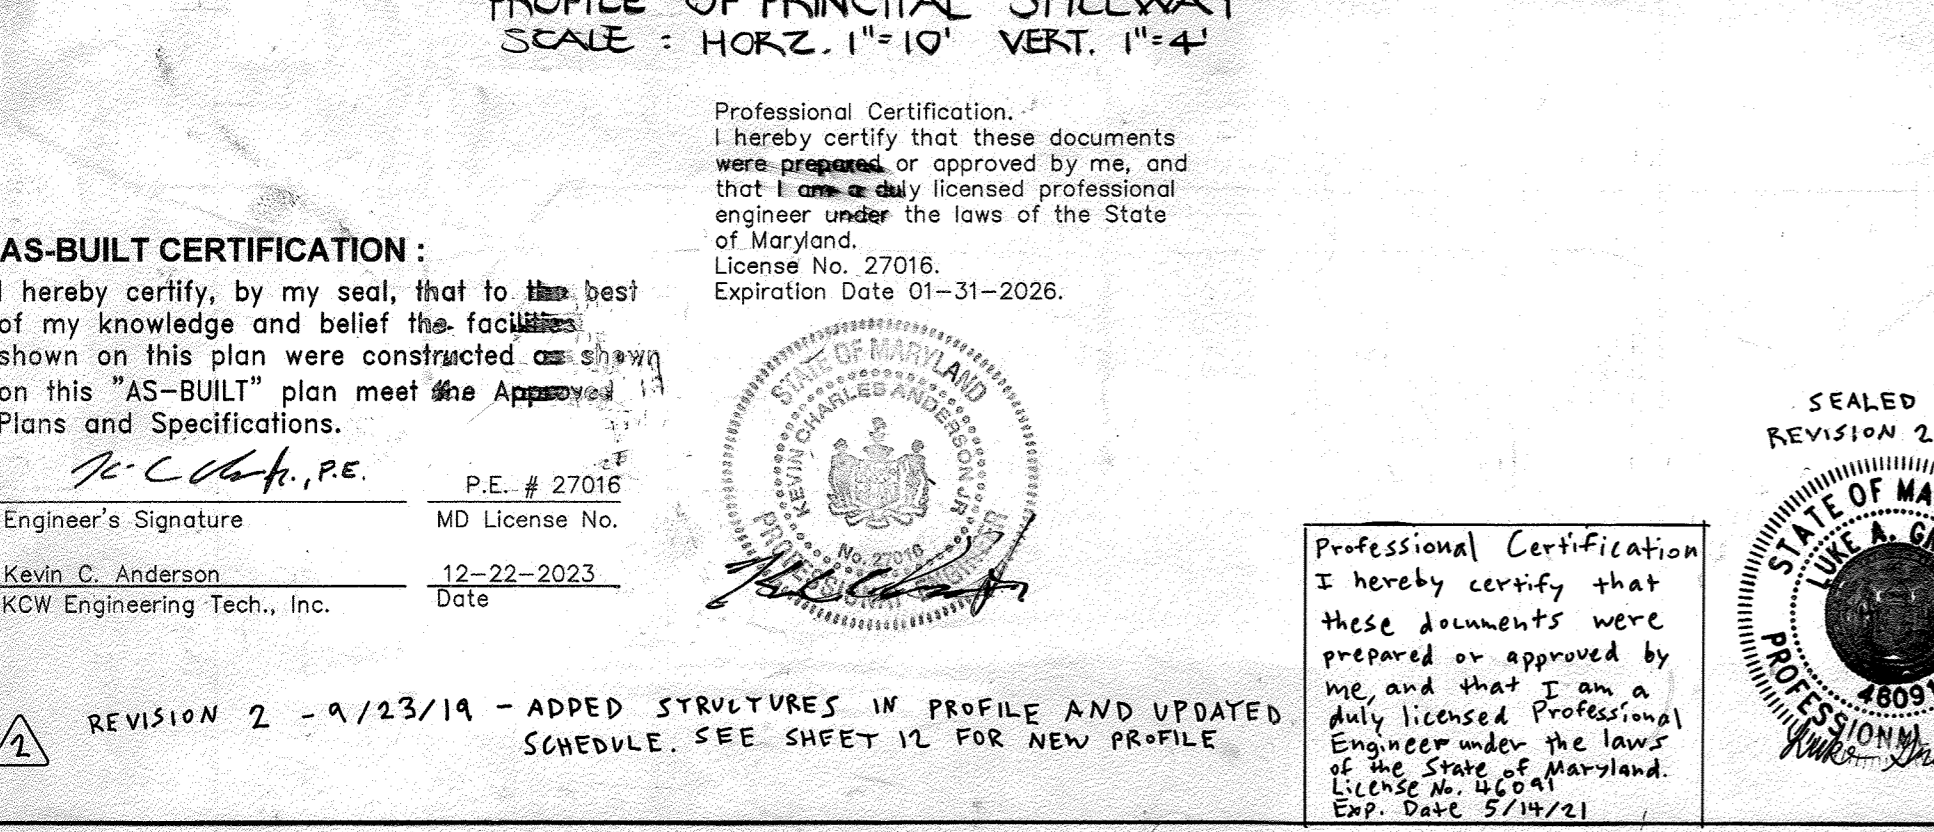 PROFILE OF PRINCIPAL SPILLWAY
SCALE : HORZ. 1"=10' VERT. 1"=4'
Professional Certification.
I hereby certify that these documents
were prepared or approved by me, and
that I am a duly licensed professional
engineer under the laws of the State
of Maryland.
License No. 27016.
Expiration Date 01-31-2026.
AS-BUILT CERTIFICATION :
I hereby certify, by my seal, that to the best
of my knowledge and belief the facilities
shown on this plan were constructed as shown
on this "AS-BUILT" plan meet the Approved
Plans and Specifications.
P.E.
P.E. # 27016
Engineer's Signature
MD License No.
Kevin C. Anderson
12-22-2023
KCW Engineering Tech., Inc.
Date
STATE OF MARYLAND
KEVIN CHARLES ANDERSON JR
No. 27016
PROFESSIONAL
SEALED
REVISION 2
STATE OF MA
LUKE A. G
46091
PROFESSIONAL
2
REVISION 2 - 9/23/19 - ADDED STRUCTURES IN PROFILE AND UPDATED
SCHEDULE. SEE SHEET 12 FOR NEW PROFILE
Professional Certification
I hereby certify that
these documents were
prepared or approved by
me, and that I am a
duly licensed Professional
Engineer under the laws
of the State of Maryland.
License No. 46091
Exp. Date 5/14/21